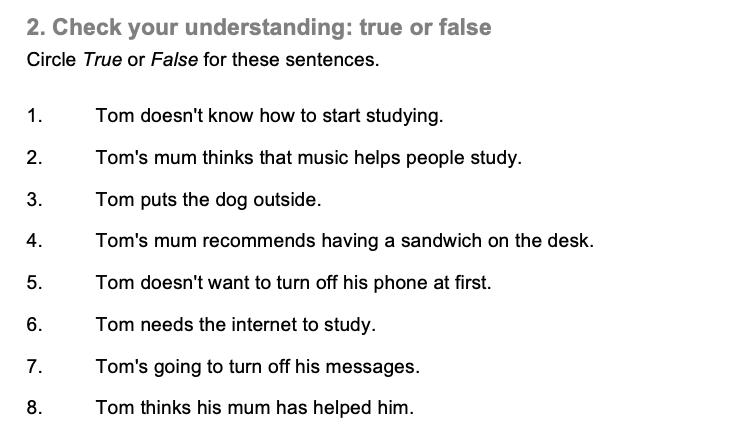 2. Check your understanding: true or false
Circle True or False for these sentences.
1. Tom doesn't know how to start studying.
2. Tom's mum thinks that music helps people study.
3. Tom puts the dog outside.
4. Tom's mum recommends having a sandwich on the desk.
5. Tom doesn't want to turn off his phone at first.
6. Tom needs the internet to study.
7. Tom's going to turn off his messages.
8. Tom thinks his mum has helped him.